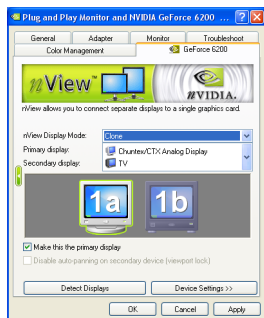 Plug and Play Monitor and NVIDIA GeForce 6200 ...
General Adapter Monitor Troubleshoot
Color Management GeForce 6200
nView™
NVIDIA.
nView allows you to connect separate displays to a single graphics card.
nView Display Mode: Clone
Primary display: Chuntex/CTX Analog Display
Secondary display: TV
1a 1b
Make this the primary display
Disable auto-panning on secondary device (viewport lock)
Detect Displays Device Settings >>
OK Cancel Apply